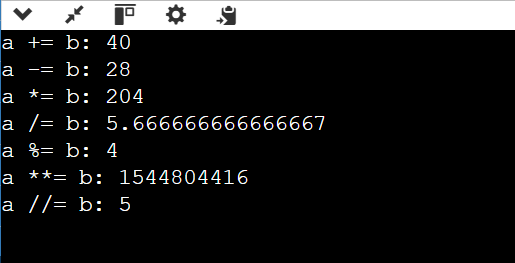 a += b: 40
a -= b: 28
a *= b: 204
a /= b: 5.666666666666667
a %= b: 4
a **= b: 1544804416
a //= b: 5